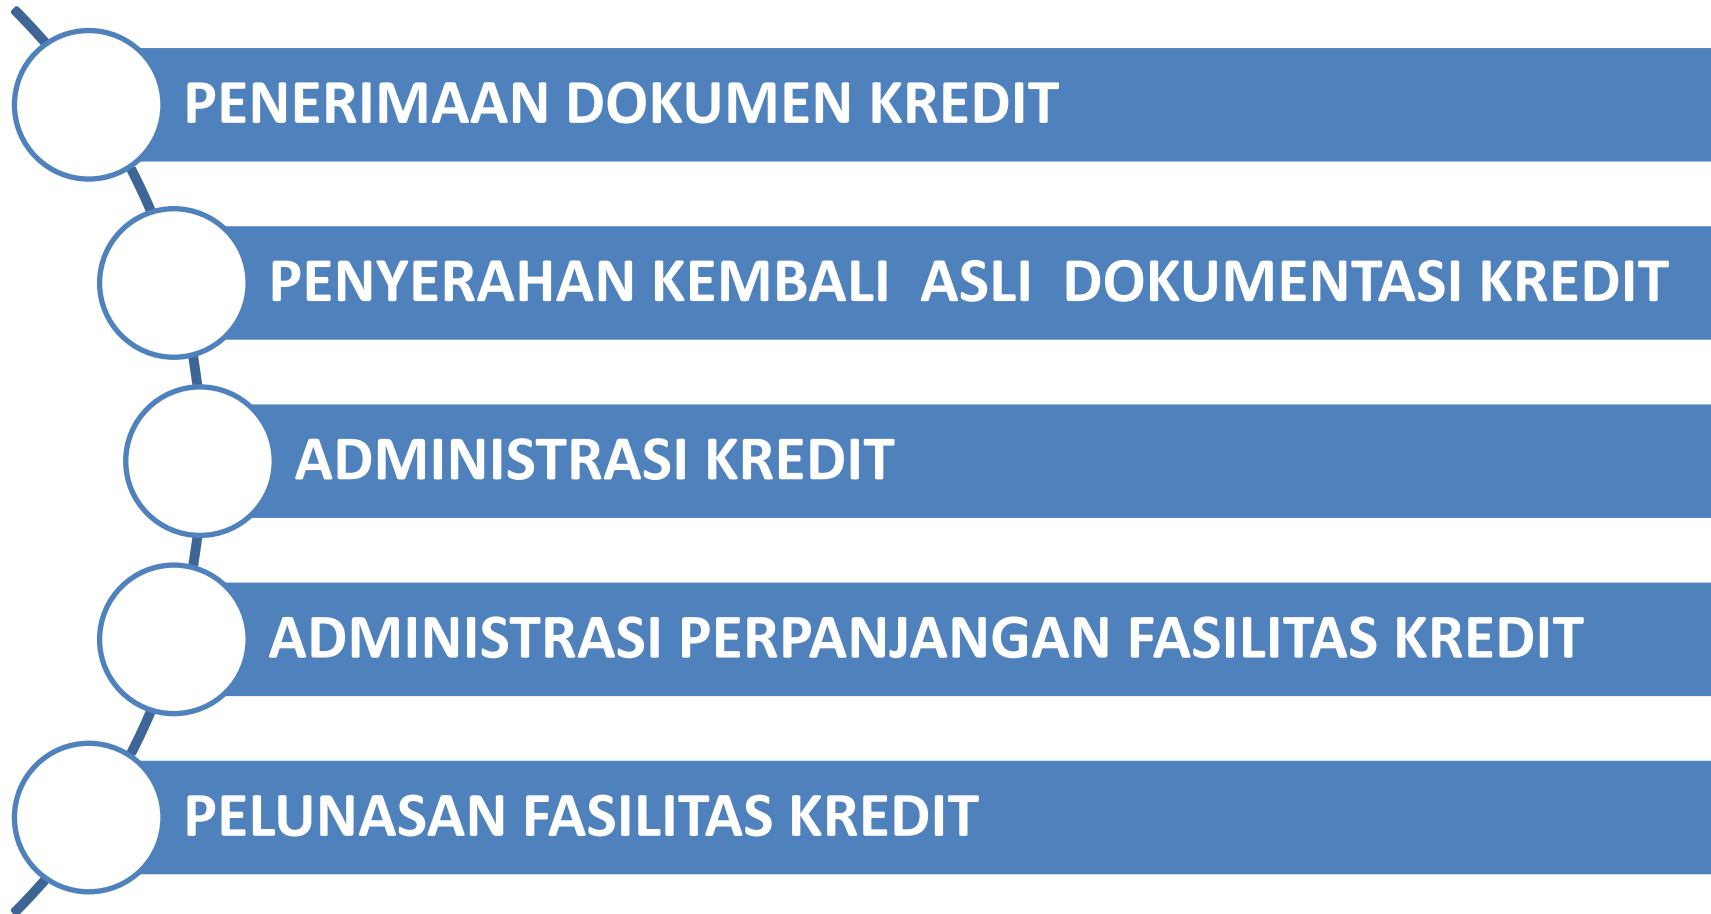 PENERIMAAN DOKUMEN KREDIT
PENYERAHAN KEMBALI  ASLI  DOKUMENTASI KREDIT
ADMINISTRASI KREDIT
ADMINISTRASI PERPANJANGAN FASILITAS KREDIT
PELUNASAN FASILITAS KREDIT